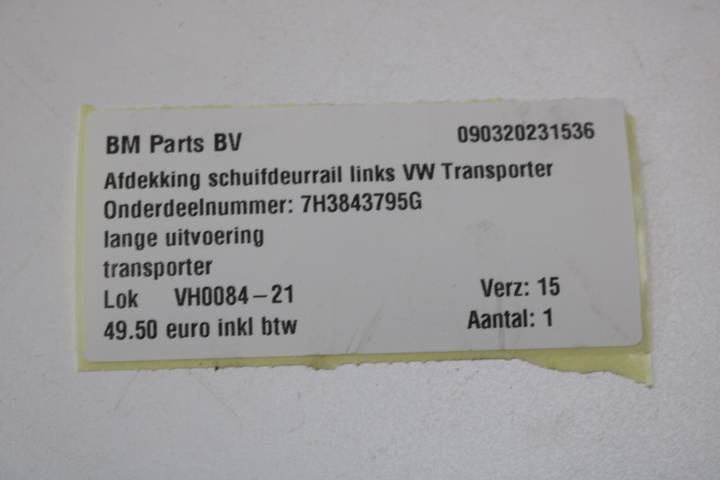 BM Parts BV 090320231536
Afdekking schuifdeurrail links VW Transporter
Onderdeelnummer: 7H3843795G
lange uitvoering
transporter
Lok VH0084-21 Verz: 15
49.50 euro inkl btw Aantal: 1